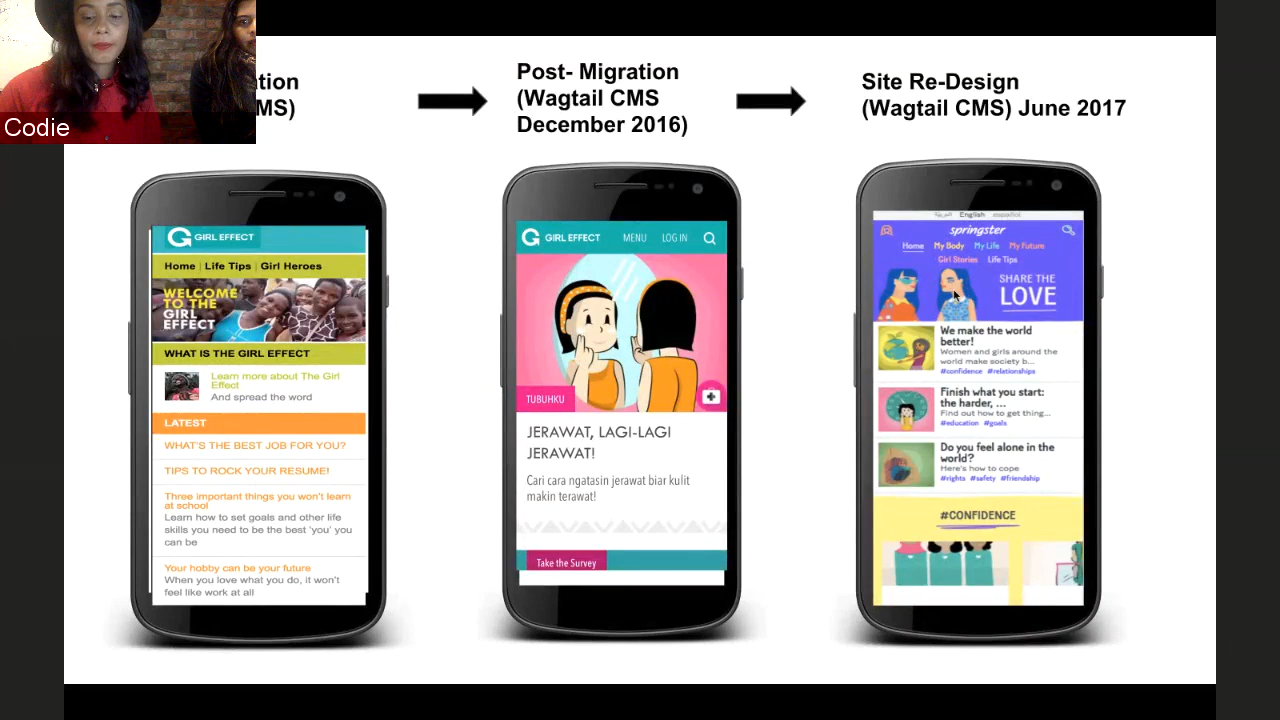 Codie
ation
MS)
Post- Migration
(Wagtail CMS
December 2016)
Site Re-Design
(Wagtail CMS) June 2017
G GIRL EFFECT
Home | Life Tips | Girl Heroes
WELCOME
TO THE
GIRL
EFFECT
WHAT IS THE GIRL EFFECT
Learn more about The Girl
Effect
And spread the word
LATEST
WHAT'S THE BEST JOB FOR YOU?
TIPS TO ROCK YOUR RESUME!
Three important things you won't learn
at school
Learn how to set goals and other life
skills you need to be the best 'you' you
can be
Your hobby can be your future
When you love what you do, it won't
feel like work at all
G GIRL EFFECT MENU LOG IN
TUBUHKU
JERAWAT, LAGI-LAGI
JERAWAT!
Cari cara ngatasin jerawat biar kulit
makin terawat!
Take the Survey
العربية English español
springster
Home My Body My Life My Future
Girl Stories Life Tips
SHARE THE
LOVE
We make the world
better!
Women and girls around the
world make society b...
#confidence #relationships
Finish what you start:
the harder, ...
Find out how to get thing...
#education #goals
Do you feel alone in the
world?
Here's how to cope
#rights #safety #friendship
#CONFIDENCE